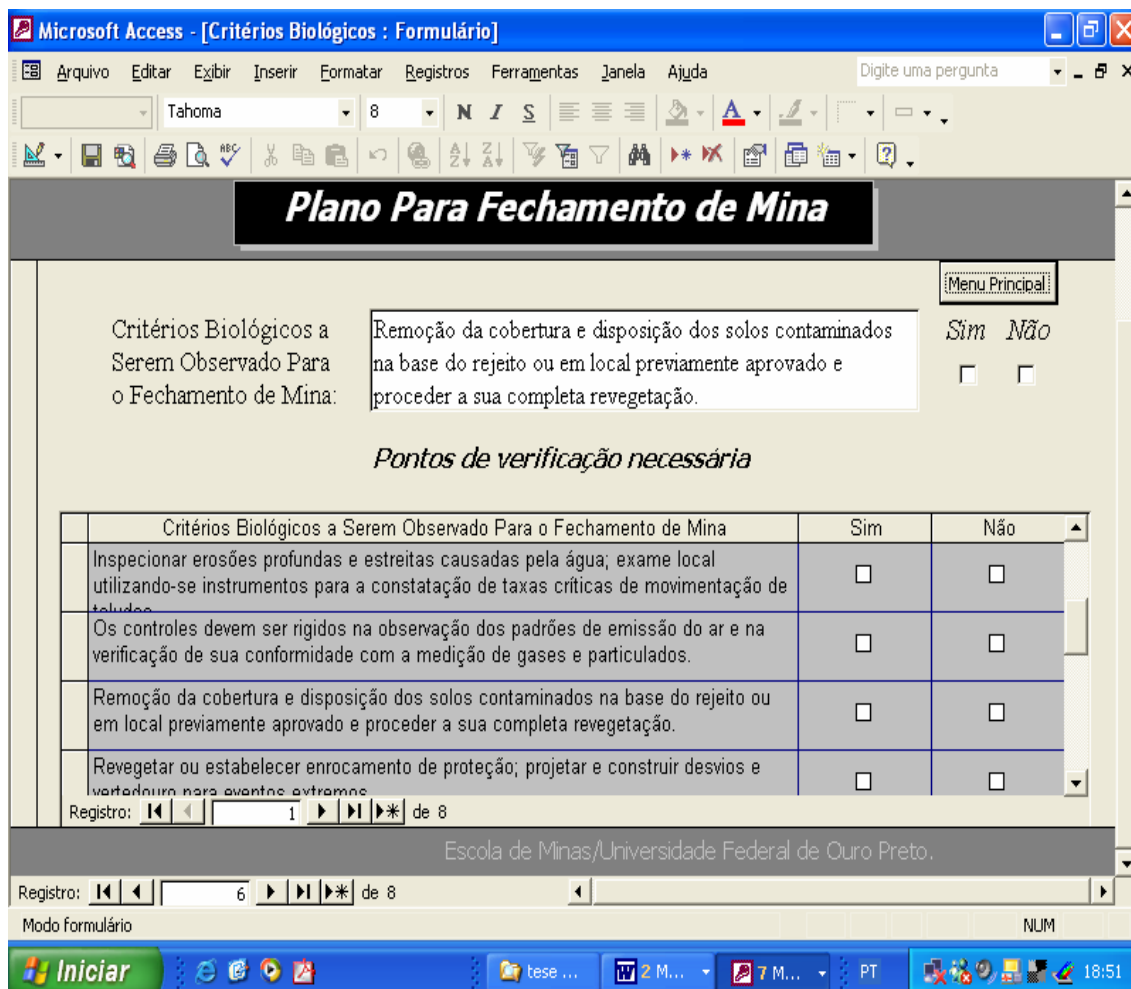 Microsoft Access - [Critérios Biológicos : Formulário]
Arquivo Editar Exibir Inserir Formatar Registros Ferramentas Janela Ajuda Digite uma pergunta
Tahoma 8 N I S A
Plano Para Fechamento de Mina
Menu Principal
Critérios Biológicos a
Serem Observado Para
o Fechamento de Mina:
Remoção da cobertura e disposição dos solos contaminados
na base do rejeito ou em local previamente aprovado e
proceder a sua completa revegetação.
Sim Não
Pontos de verificação necessária
Critérios Biológicos a Serem Observado Para o Fechamento de Mina Sim Não
Inspecionar erosões profundas e estreitas causadas pela água; exame local
utilizando-se instrumentos para a constatação de taxas críticas de movimentação de
taludes
Os controles devem ser rigidos na observação dos padrões de emissão do ar e na
verificação de sua conformidade com a medição de gases e particulados.
Remoção da cobertura e disposição dos solos contaminados na base do rejeito ou
em local previamente aprovado e proceder a sua completa revegetação.
Revegetar ou estabelecer enrocamento de proteção; projetar e construir desvios e
vertedouro para eventos extremos
Registro: 1 de 8
Escola de Minas/Universidade Federal de Ouro Preto.
Registro: 6 de 8
Modo formulário NUM
Iniciar tese ... 2 M... 7 M... PT 18:51